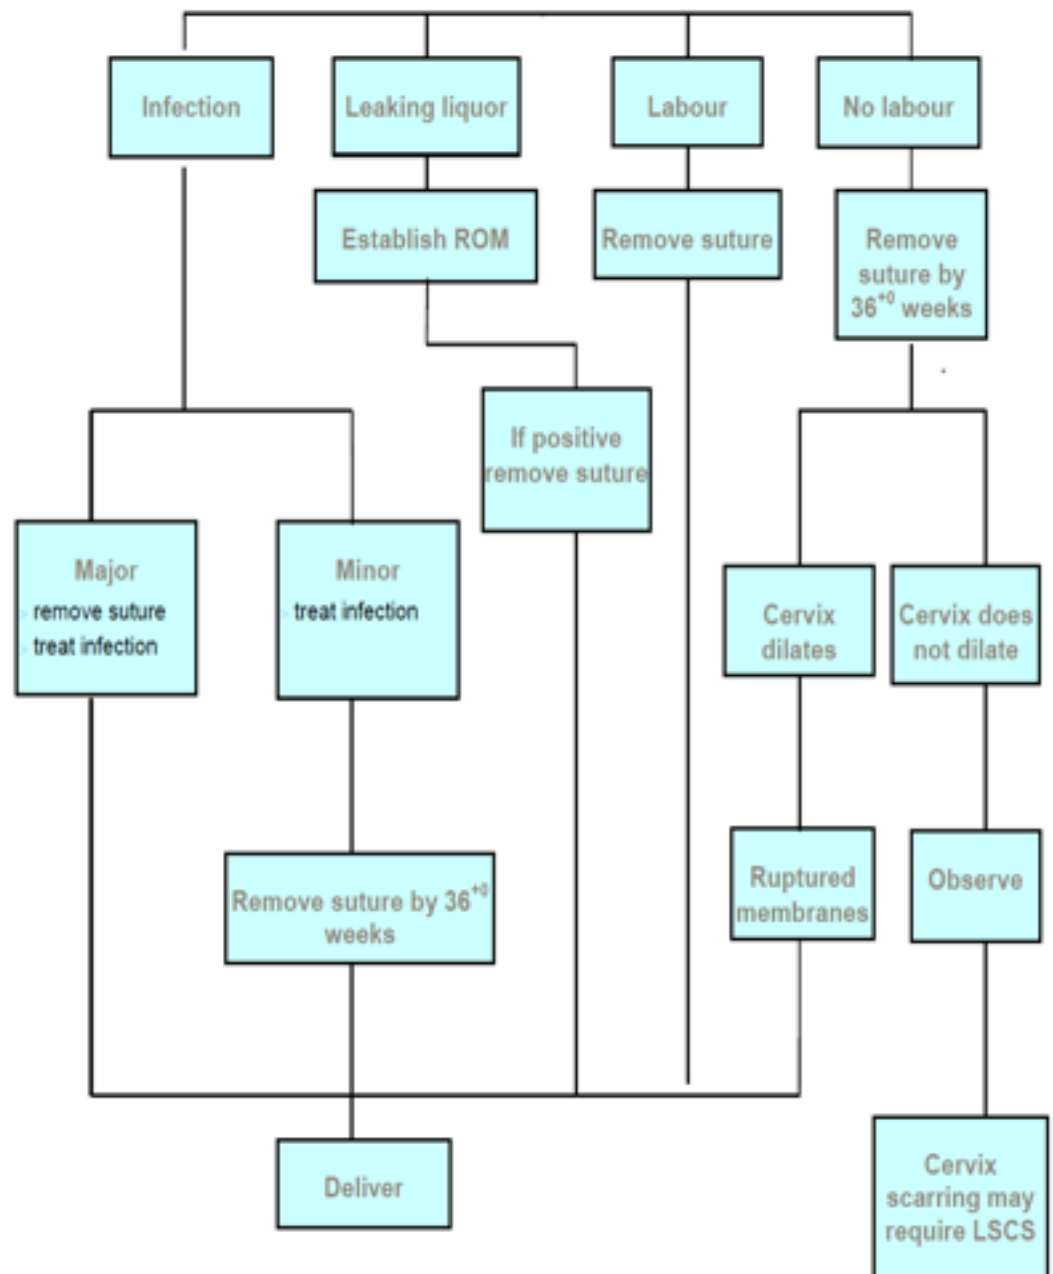 Infection
Leaking liquor
Labour
No labour
Establish ROM
Remove suture
Remove
suture by
36⁺⁰ weeks
If positive
remove suture
Major
remove suture
treat infection
Minor
treat infection
Cervix
dilates
Cervix does
not dilate
Remove suture by 36⁺⁰
weeks
Ruptured
membranes
Observe
Deliver
Cervix
scarring may
require LSCS